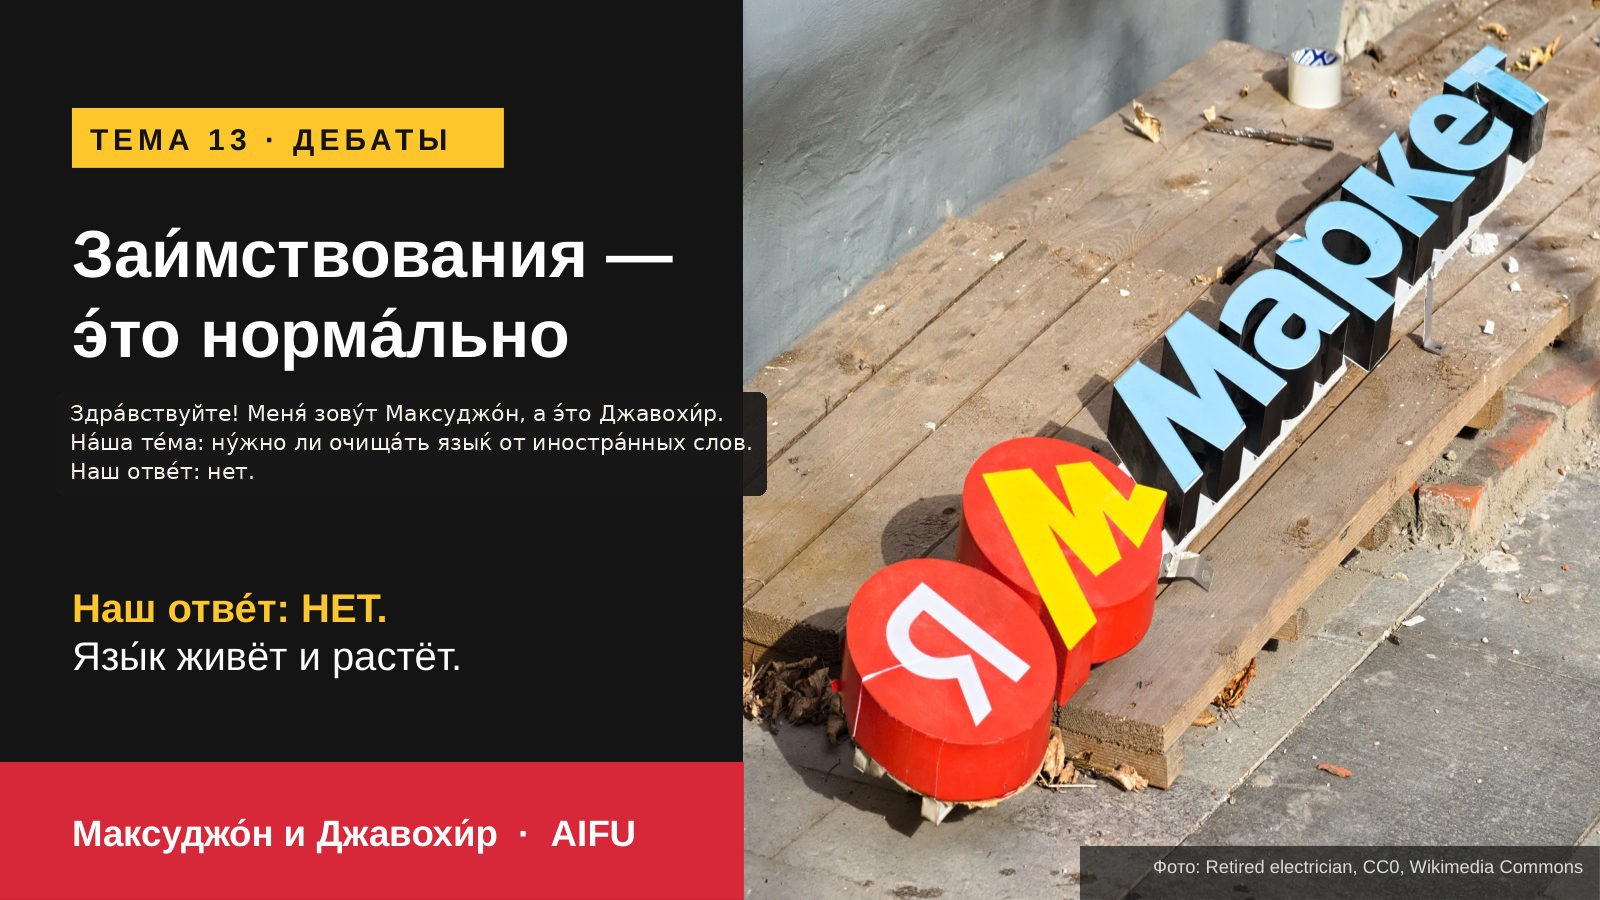 ТЕМА 13 · ДЕБАТЫ
Заи́мствования —
э́то норма́льно
Здра́вствуйте! Меня́ зову́т Максуджо́н, а э́то Джавохи́р.
На́ша те́ма: ну́жно ли очища́ть язы́к от иностра́нных слов.
Наш отве́т: нет.
Наш отве́т: НЕТ.
Язы́к живёт и растёт.
Максуджо́н и Джавохи́р · AIFU
Я М Маркет
Фото: Retired electrician, CC0, Wikimedia Commons